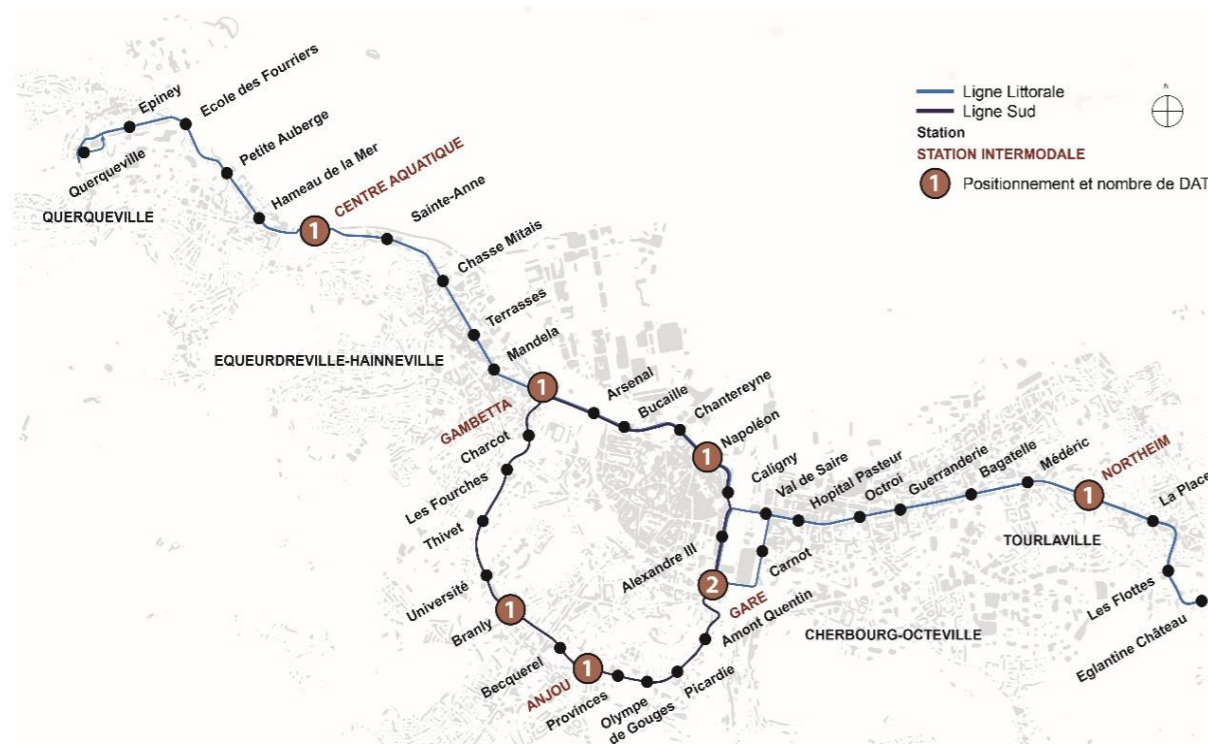 Ligne Littorale
Ligne Sud
Station
STATION INTERMODALE
1 Positionnement et nombre de DAT
N
Querqueville
QUERQUEVILLE
Epiney
Ecole des Fourriers
Petite Auberge
Hameau de la Mer
1
CENTRE AQUATIQUE
Sainte-Anne
Chasse Mitais
Terrasses
Mandela
EQUEURDREVILLE-HAINNEVILLE
1
GAMBETTA
Arsenal
Bucaille
Chantereyne
1
Napoléon
Caligny
Val de Saire
Hopital Pasteur
Octroi
Guerranderie
Bagatelle
Médéric
1
NORTHEIM
TOURLAVILLE
La Place
Les Flottes
Eglantine Château
Alexandre III
Carnot
2
GARE
CHERBOURG-OCTEVILLE
Amont Quentin
Picardie
Olympe
de Gouges
Provinces
1
ANJOU
Becquerel
1
Branly
Université
Thivet
Les Fourches
Charcot